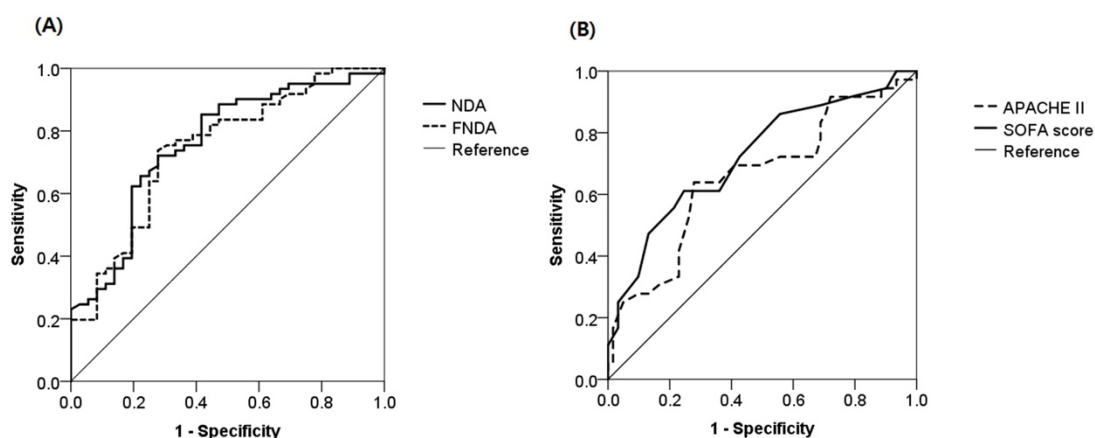 (A)
1.0
0.8
0.6
0.4
0.2
0.0
Sensitivity
0.0 0.2 0.4 0.6 0.8 1.0
1 - Specificity
NDA
FNDA
Reference
(B)
1.0
0.8
0.6
0.4
0.2
0.0
Sensitivity
0.0 0.2 0.4 0.6 0.8 1.0
1 - Specificity
APACHE II
SOFA score
Reference